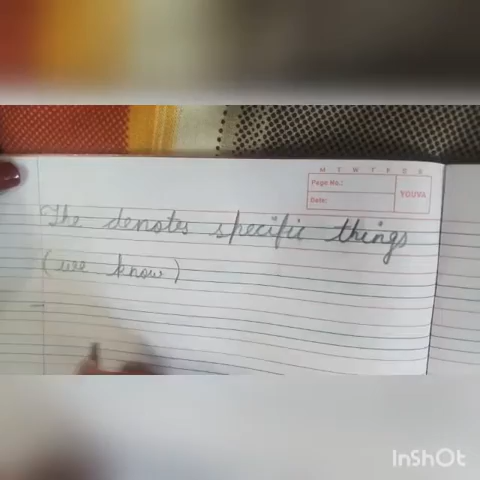 M T W T F S S
Page No.:
Date:
YOUVA
The denotes specific things
(we know)
InShOt